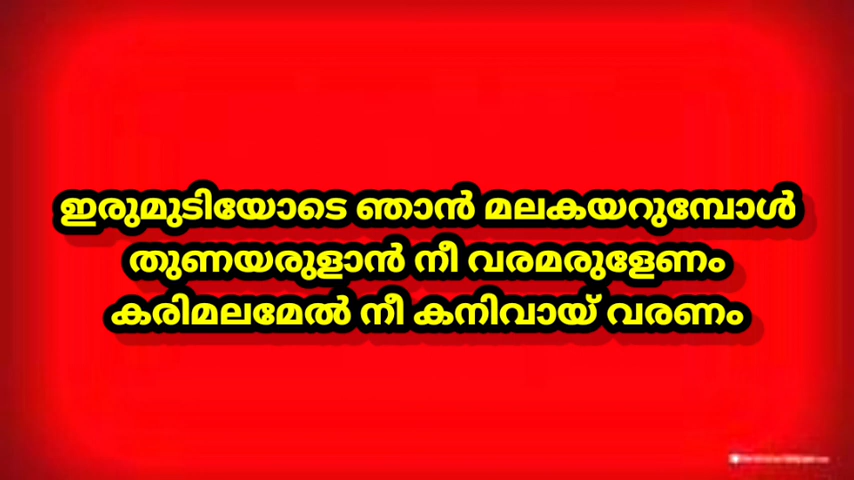 ഇരുമുടിയോടെ ഞാൻ മലകയറുമ്പോൾ
തുണയരുളാൻ നീ വരമരുളേണം
കരിമലമേൽ നീ കനിവായ് വരണം